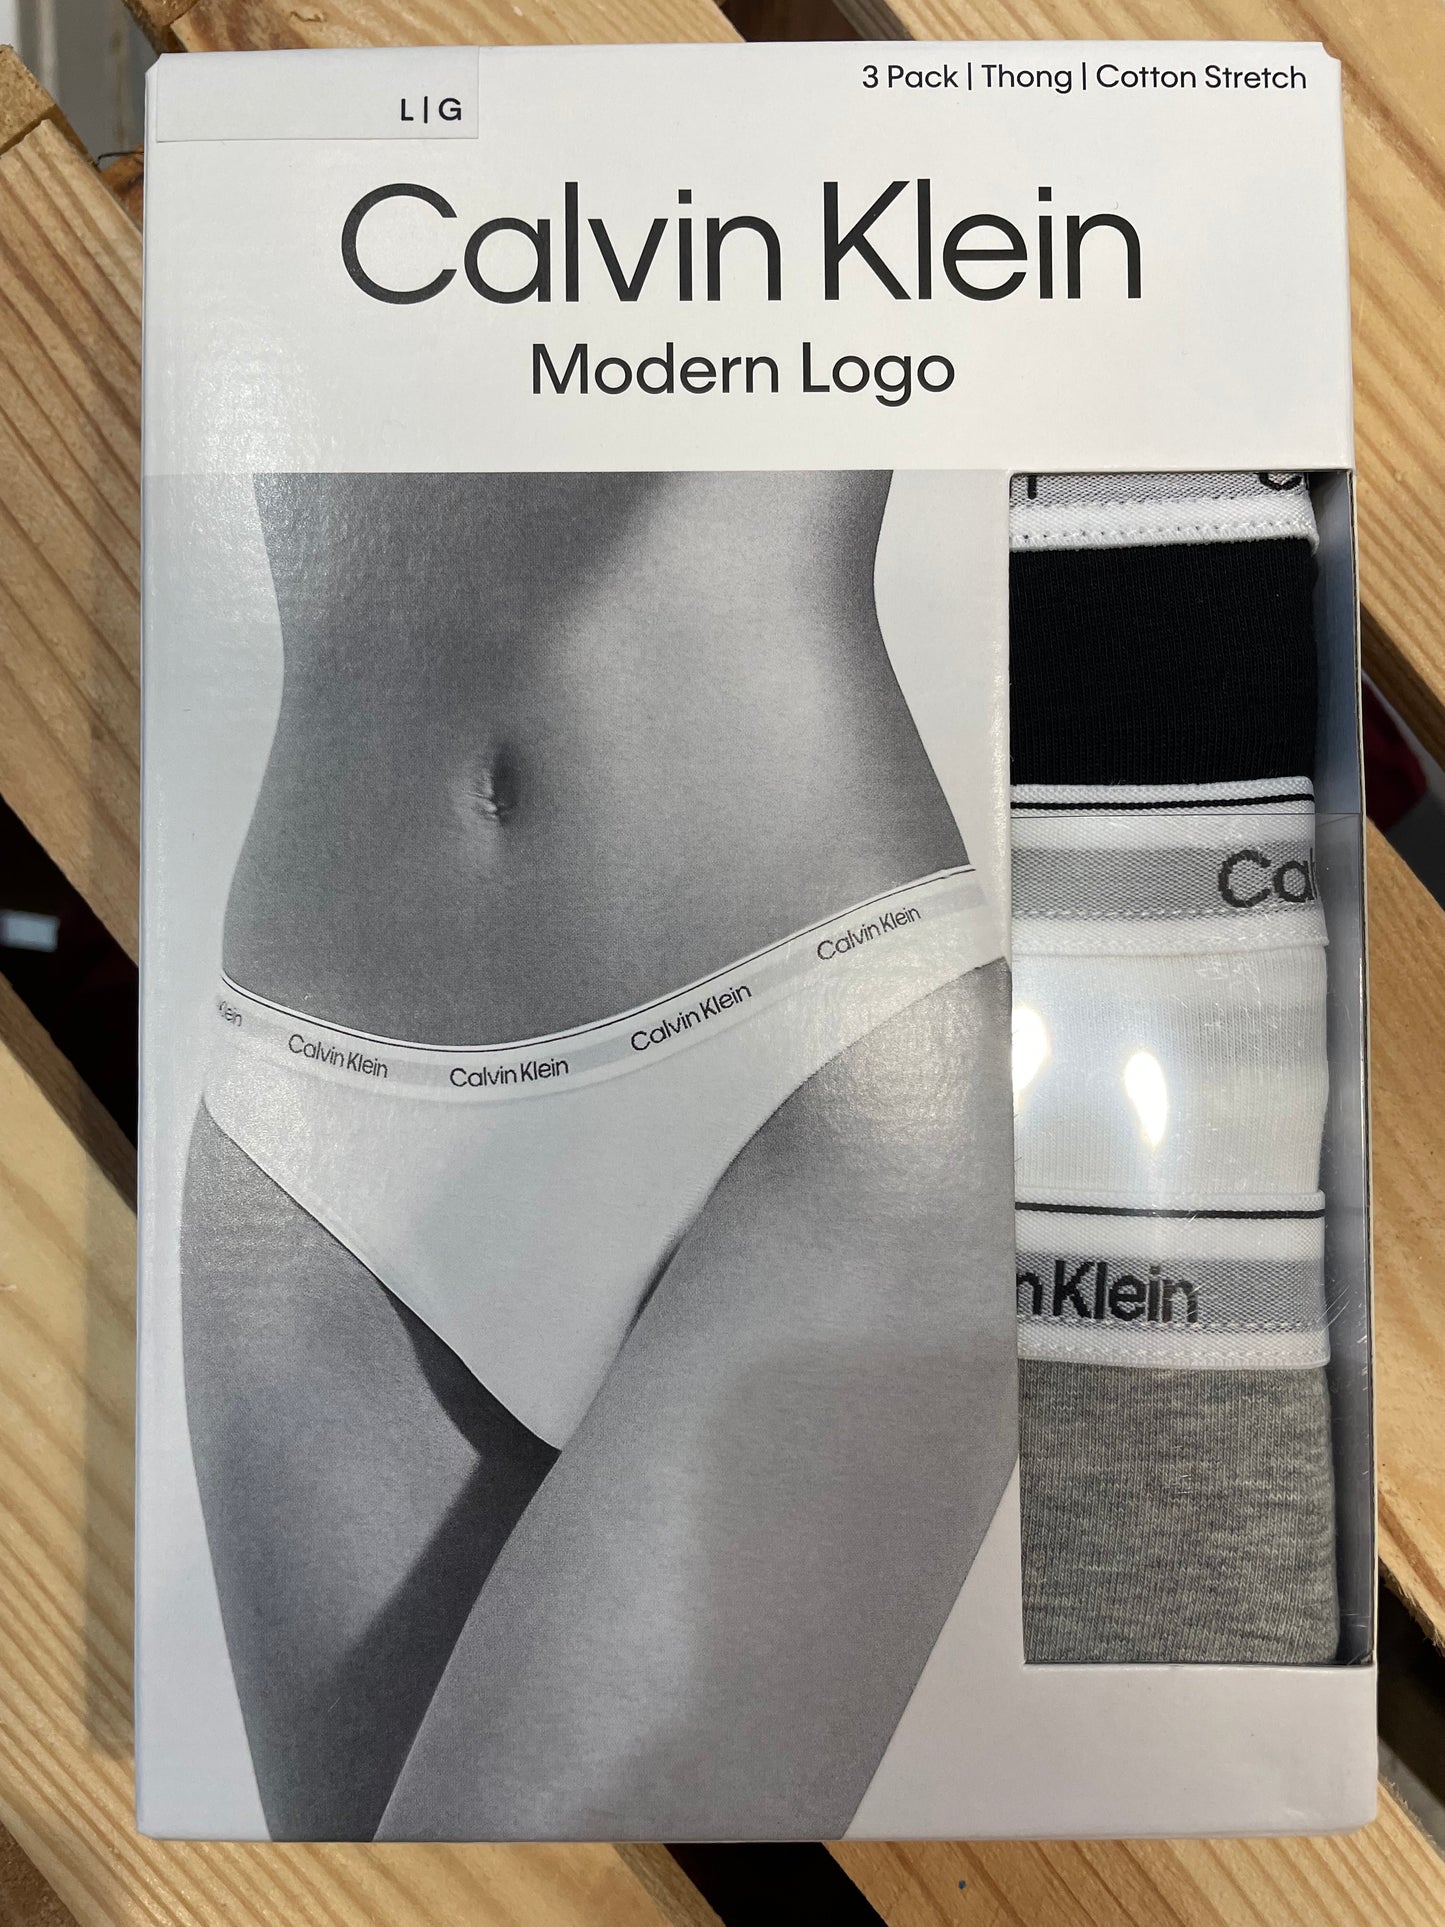 L|G
3 Pack | Thong | Cotton Stretch
Calvin Klein
Modern Logo
Cal
Calvin Klein
Calvin Klein
Calvin Klein
Calvin Klein
Klein
n Klein